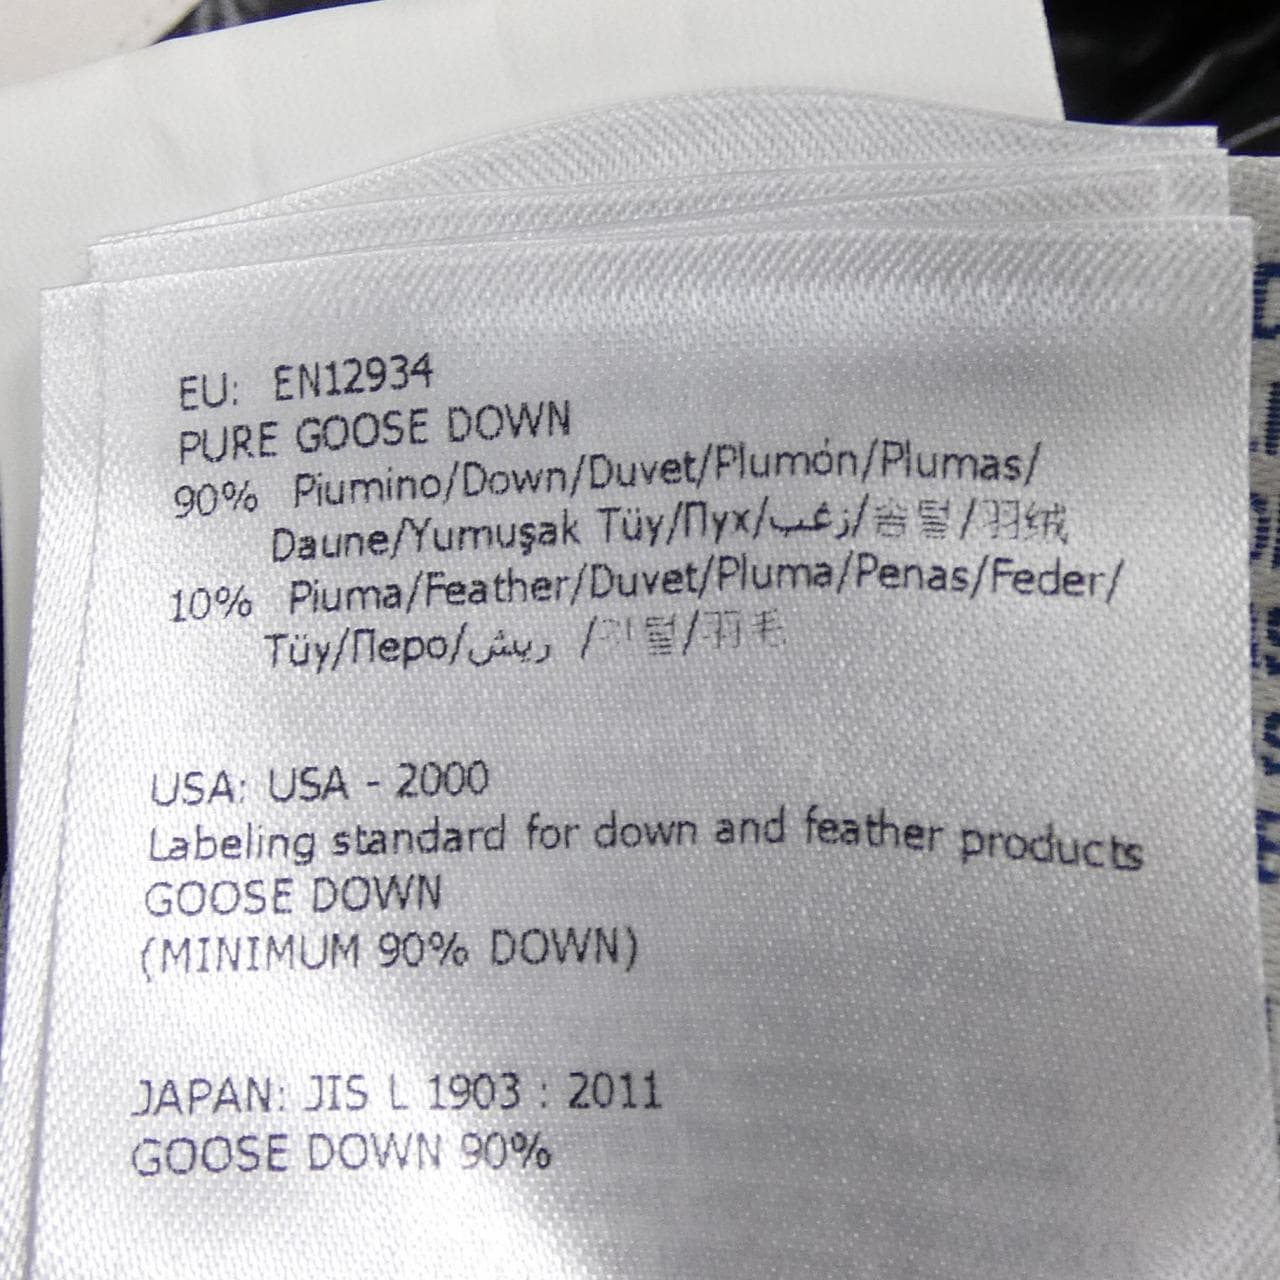 EU: EN12934
PURE GOOSE DOWN
90% Piumino/Down/Duvet/Plumón/Plumas/
Daune/Yumuşak Tüy/Пух/زغب/솜털/羽绒
10% Piuma/Feather/Duvet/Pluma/Penas/Feder/
Tüy/Перо/ريش /깃털/羽毛
USA: USA - 2000
Labeling standard for down and feather products
GOOSE DOWN
(MINIMUM 90% DOWN)
JAPAN: JIS L 1903 : 2011
GOOSE DOWN 90%